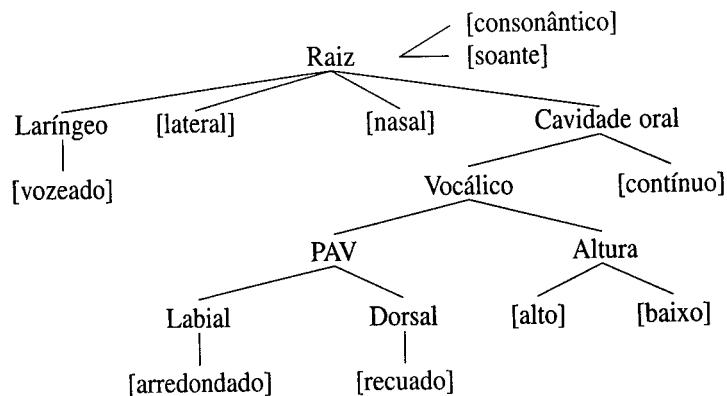 [consonântico]
Raiz [soante]
Laríngeo [lateral] [nasal] Cavidade oral
[vozeado] Vocálico [contínuo]
PAV Altura
Labial Dorsal [alto] [baixo]
[arredondado] [recuado]